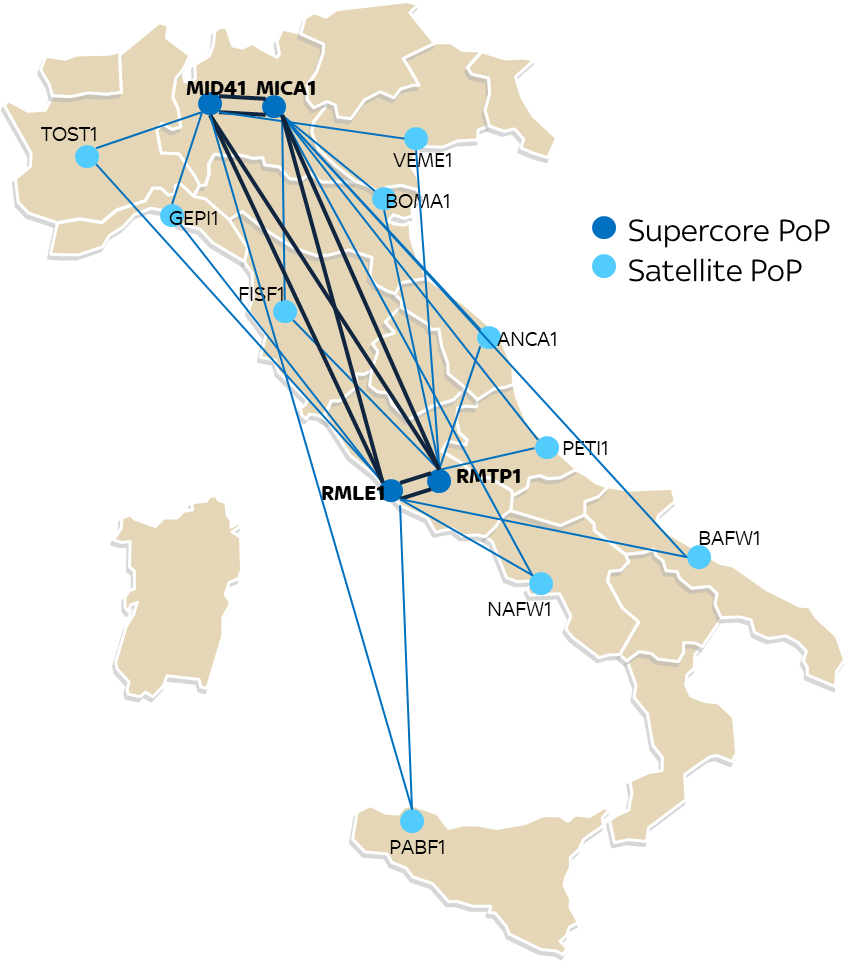 MID41 MICA1
TOST1
VEME1
BOMA1
GEPI1
Supercore PoP
Satellite PoP
FISF1
ANCA1
PETI1
RMTP1
RMLE1
BAFW1
NAFW1
PABF1